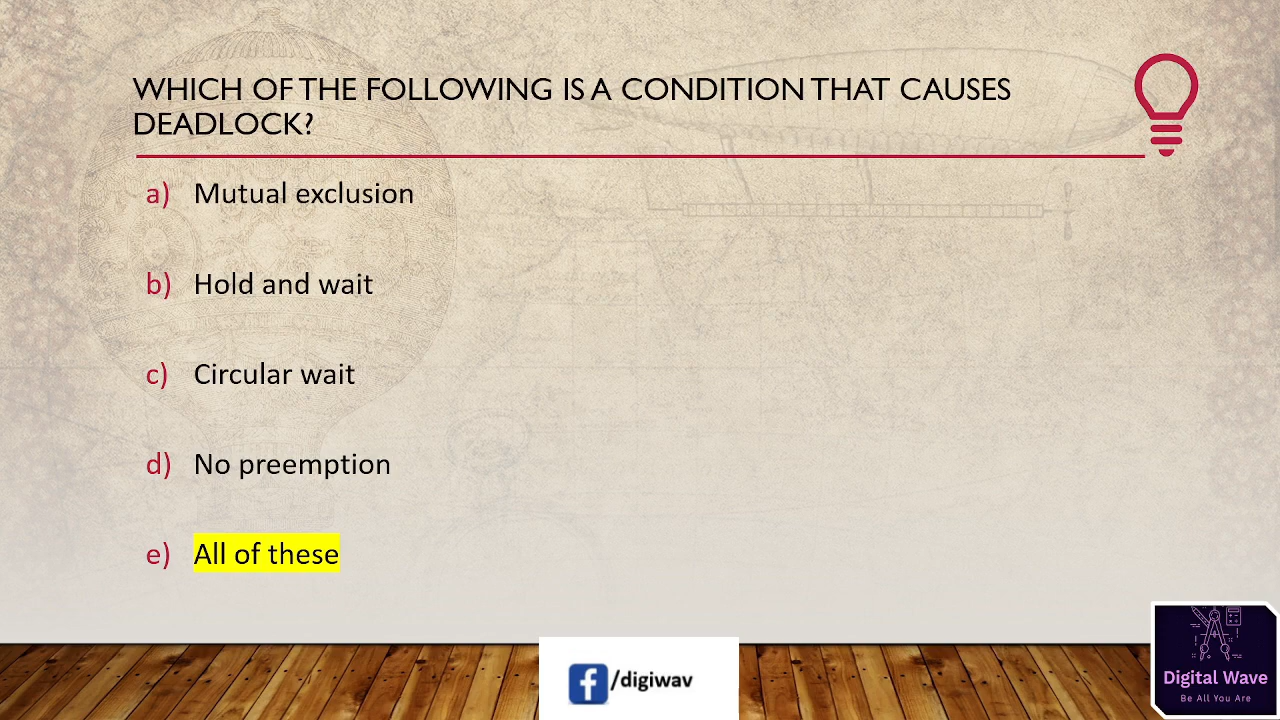 WHICH OF THE FOLLOWING IS A CONDITION THAT CAUSES
DEADLOCK?
a) Mutual exclusion
b) Hold and wait
c) Circular wait
d) No preemption
e) All of these
f/digiwav
Digital Wave
Be All You Are